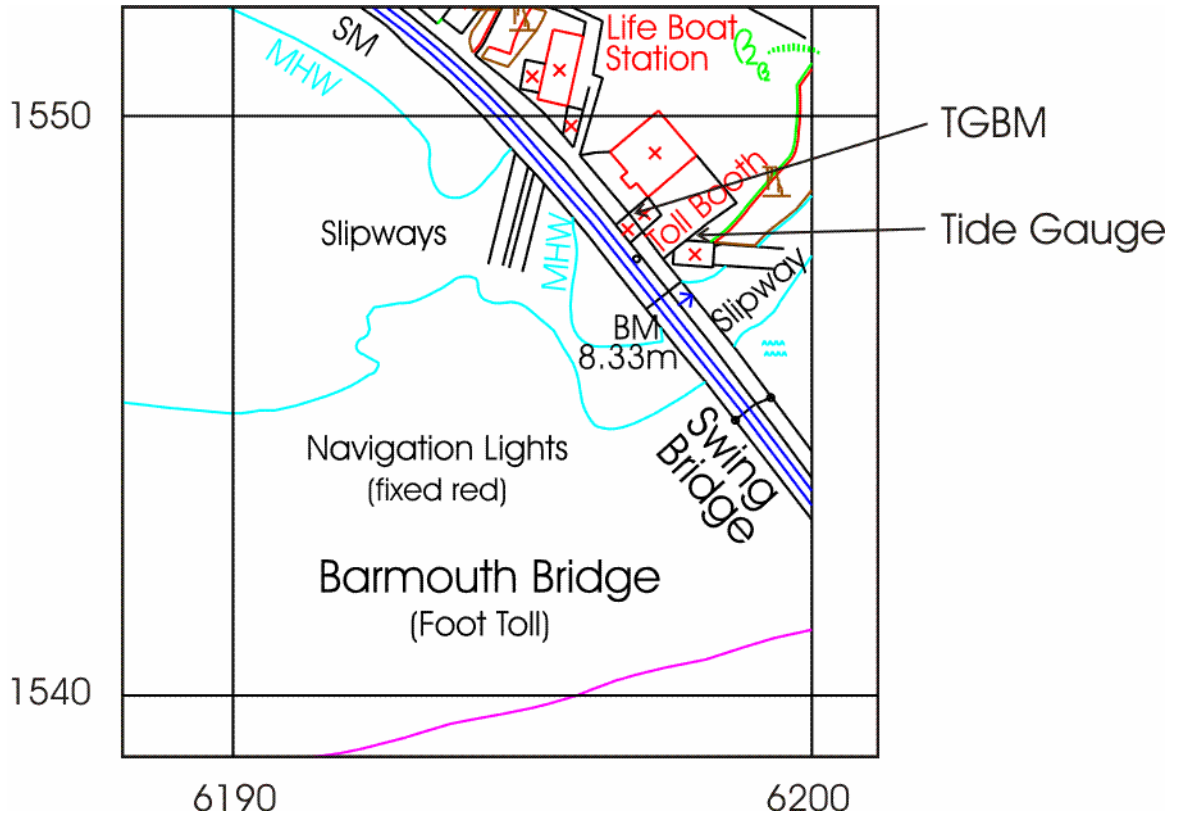 SM
Life Boat
Station
MHW
1550
TGBM
Toll Booth
Slipways
MHW
Tide Gauge
Slipway
BM
8.33m
Navigation Lights
(fixed red)
Swing
Bridge
Barmouth Bridge
(Foot Toll)
1540
6190
6200